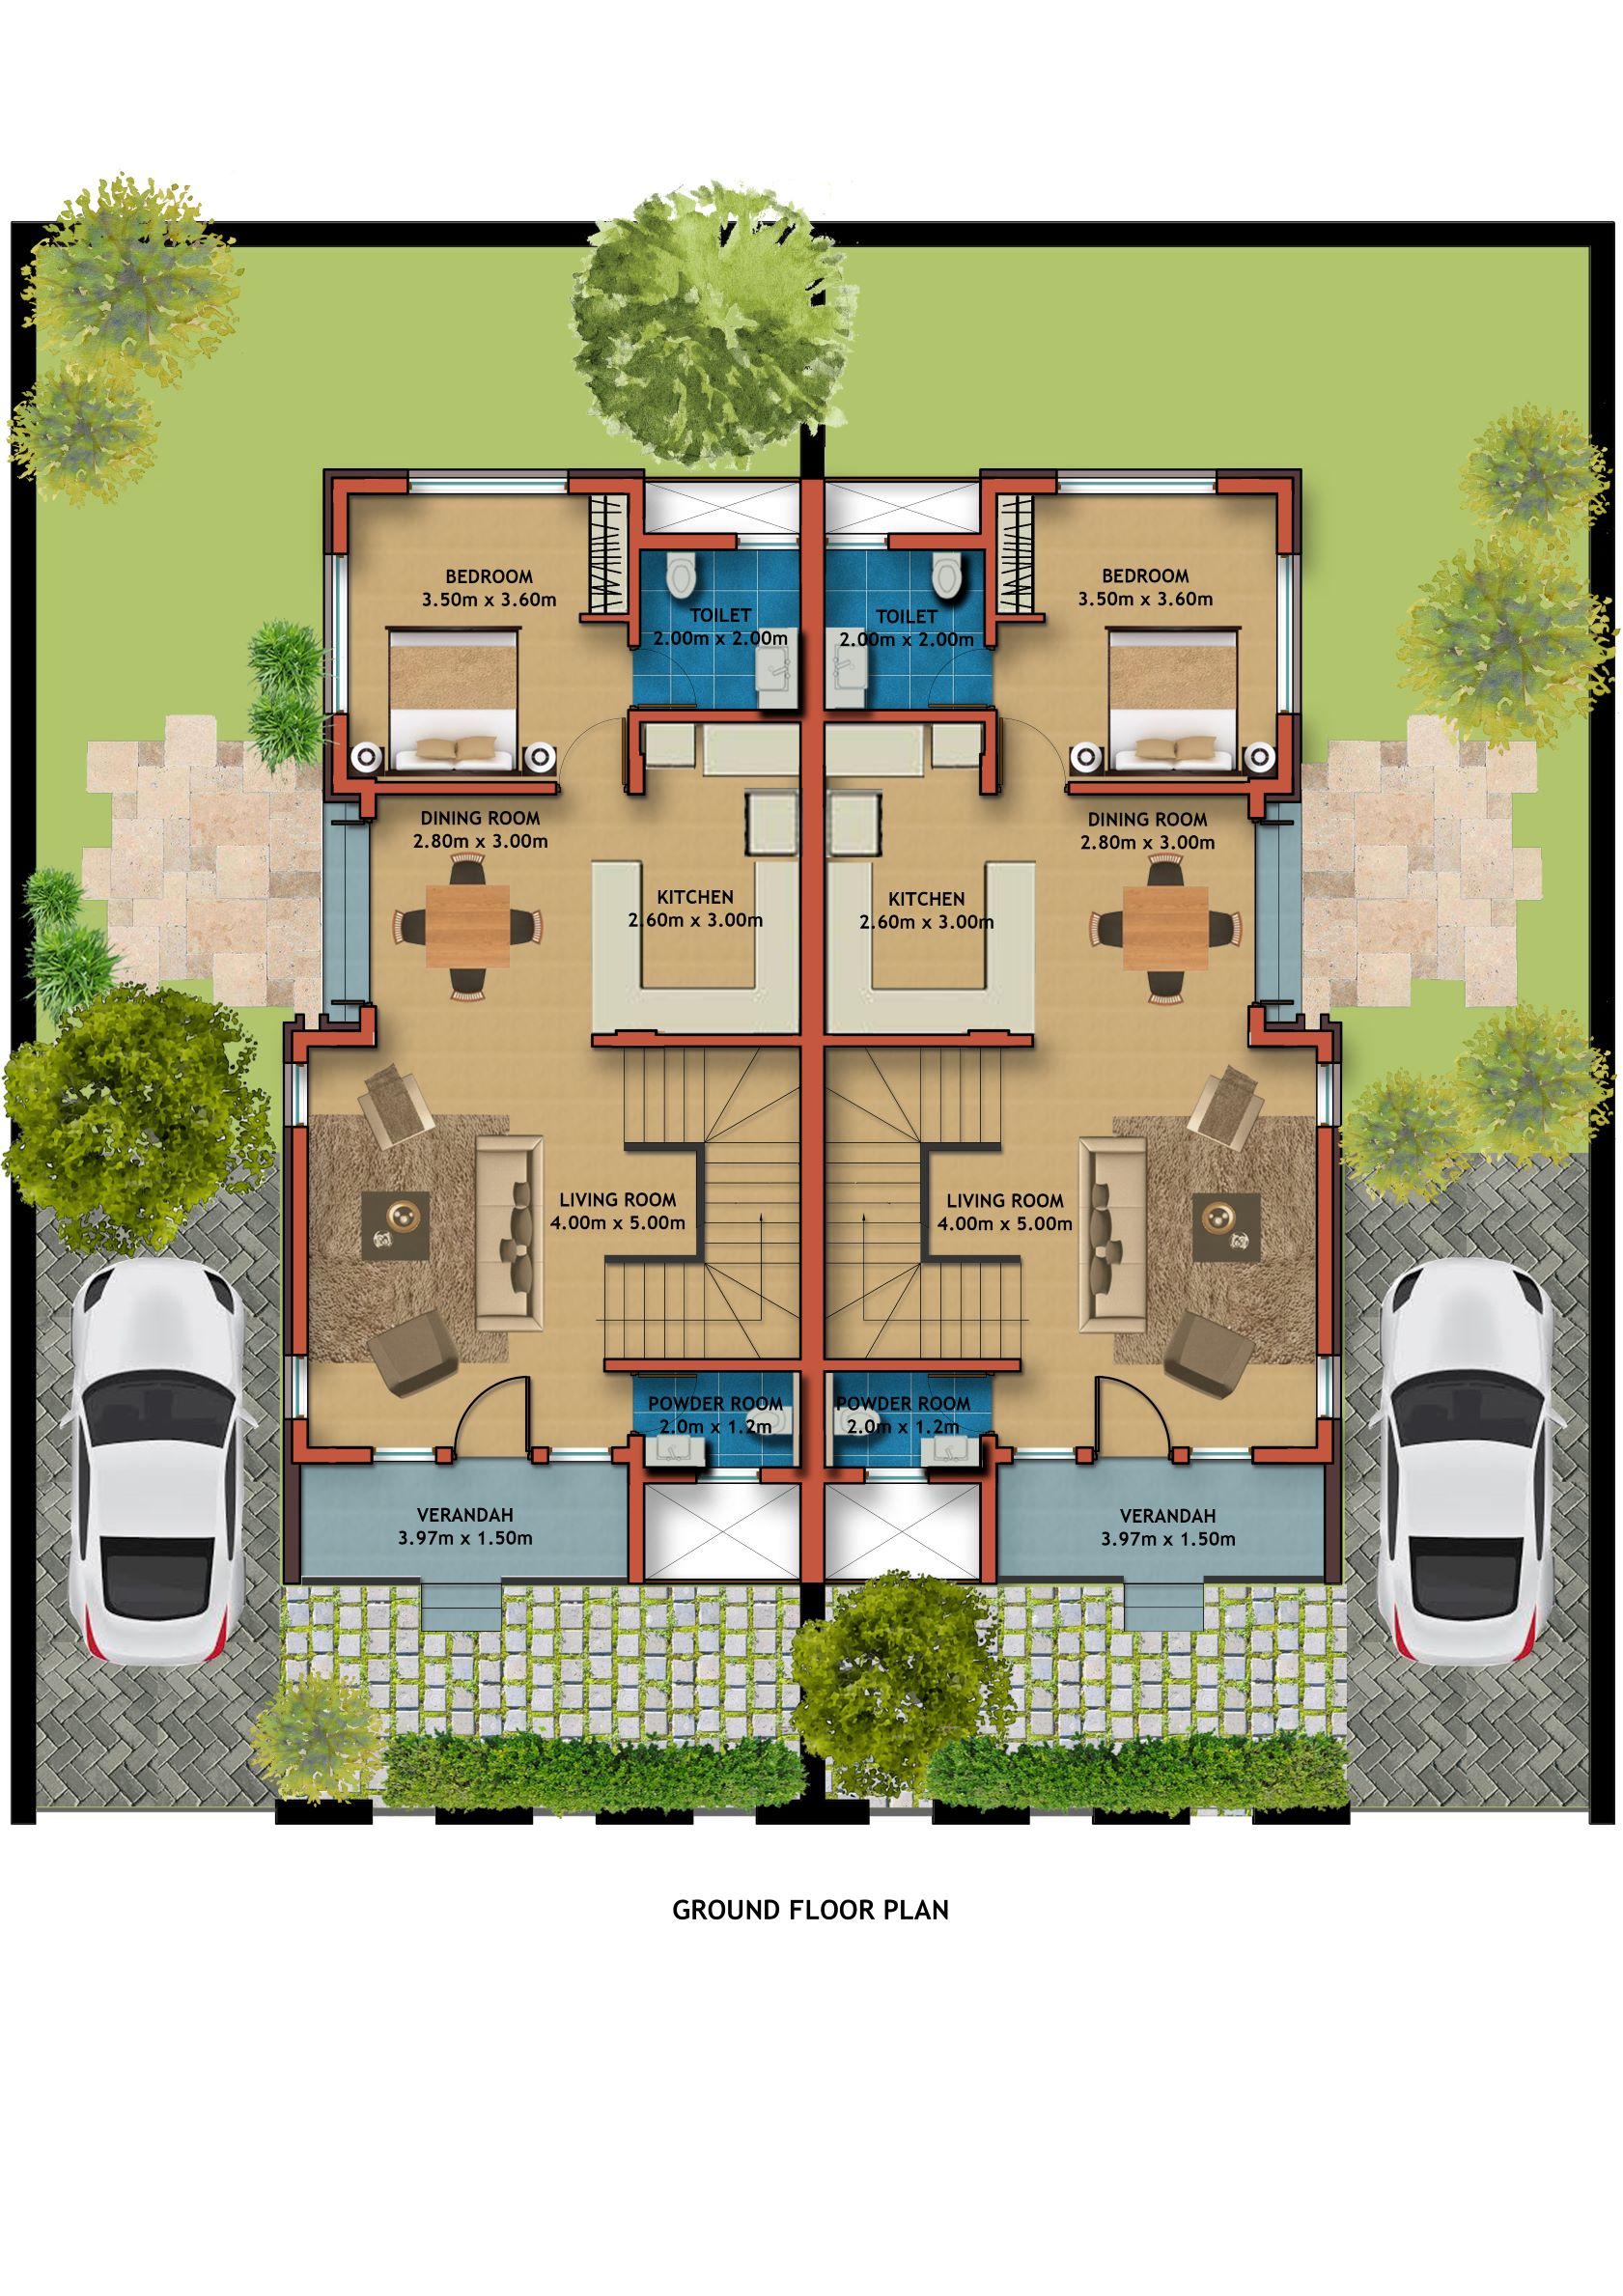 BEDROOM
3.50m x 3.60m
TOILET
2.00m x 2.00m
TOILET
2.00m x 2.00m
BEDROOM
3.50m x 3.60m
DINING ROOM
2.80m x 3.00m
KITCHEN
2.60m x 3.00m
KITCHEN
2.60m x 3.00m
DINING ROOM
2.80m x 3.00m
LIVING ROOM
4.00m x 5.00m
LIVING ROOM
4.00m x 5.00m
POWDER ROOM
2.0m x 1.2m
POWDER ROOM
2.0m x 1.2m
VERANDAH
3.97m x 1.50m
VERANDAH
3.97m x 1.50m
GROUND FLOOR PLAN